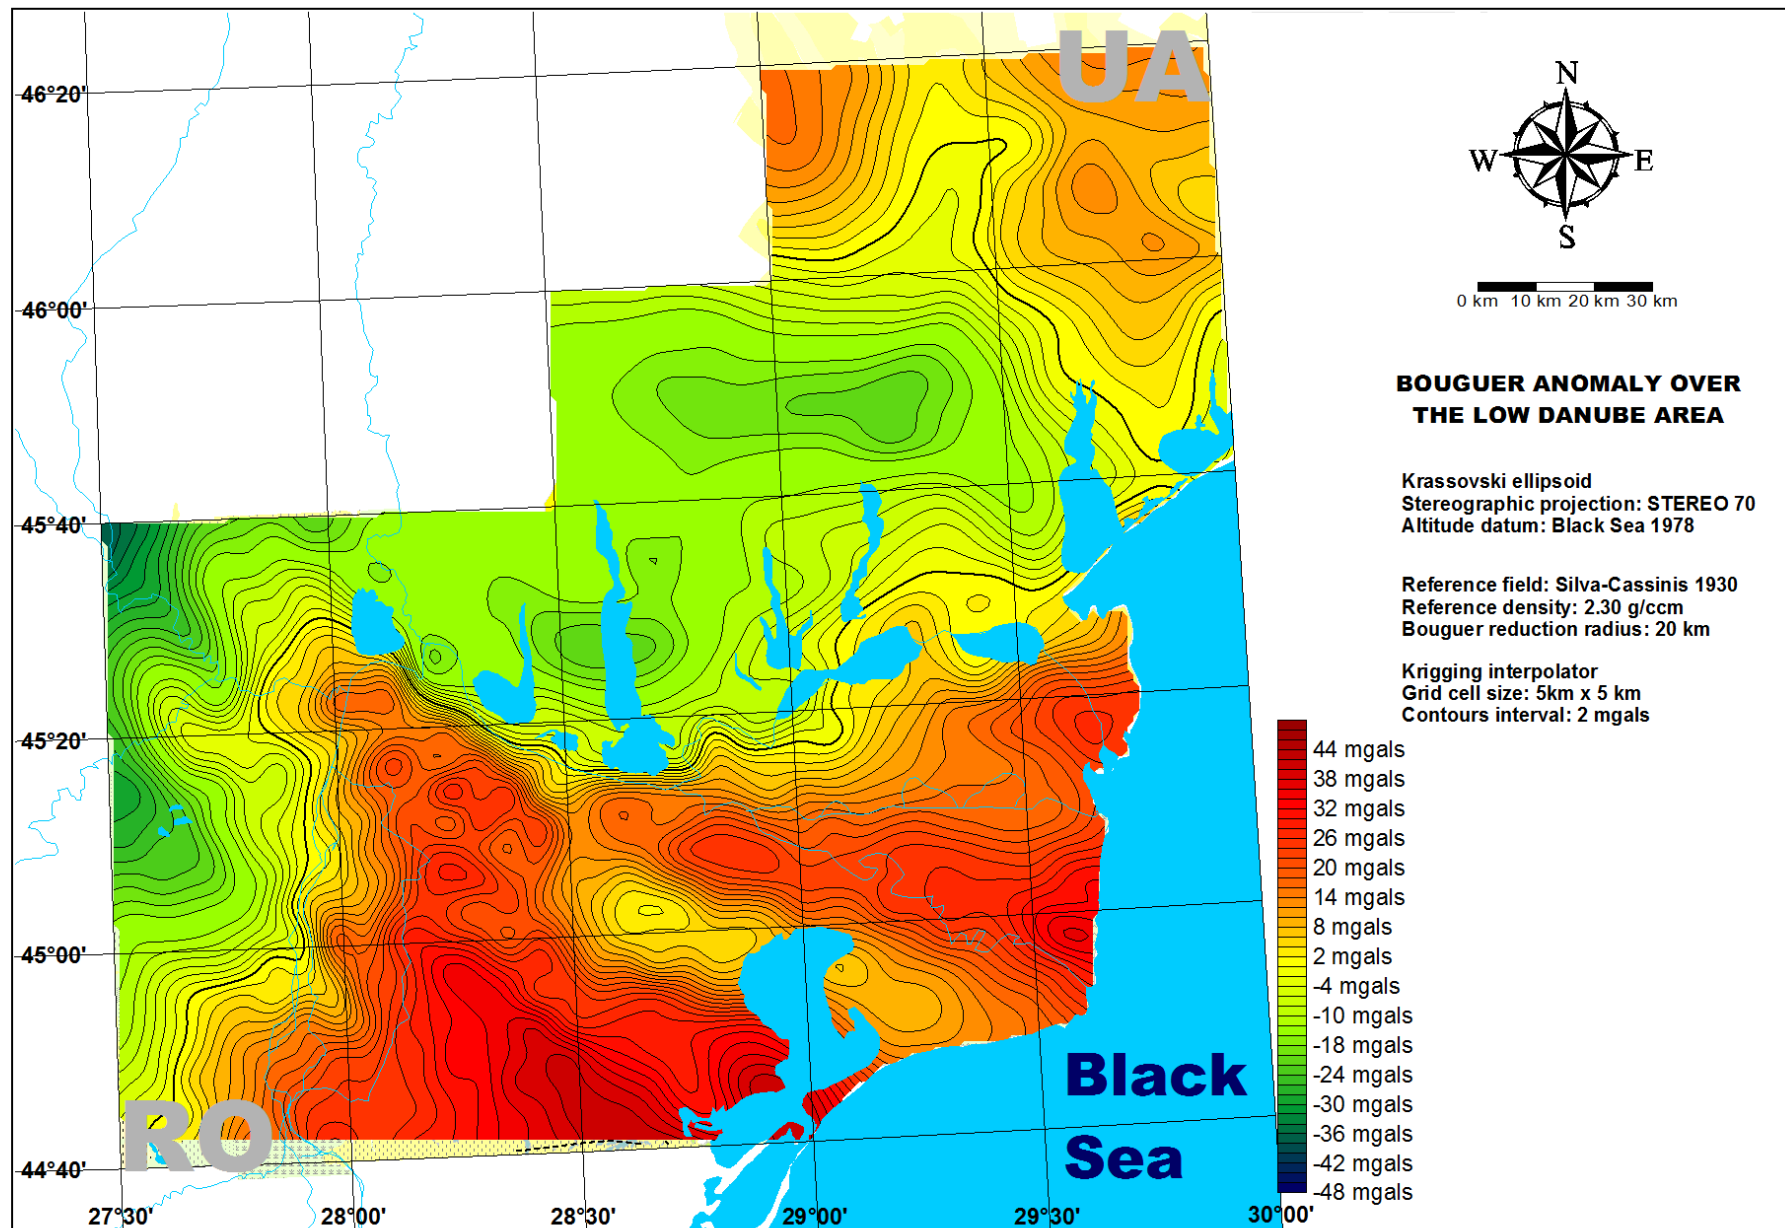 UA
N
W E
S
46°20'
46°00'
45°40'
45°20'
45°00'
44°40'
0 km 10 km 20 km 30 km
BOUGUER ANOMALY OVER
THE LOW DANUBE AREA
Krassovski ellipsoid
Stereographic projection: STEREO 70
Altitude datum: Black Sea 1978
Reference field: Silva-Cassinis 1930
Reference density: 2.30 g/ccm
Bouguer reduction radius: 20 km
Krigging interpolator
Grid cell size: 5km x 5 km
Contours interval: 2 mgals
44 mgals
38 mgals
32 mgals
26 mgals
20 mgals
14 mgals
8 mgals
2 mgals
-4 mgals
-10 mgals
-18 mgals
-24 mgals
-30 mgals
-36 mgals
-42 mgals
-48 mgals
Black
Sea
RO
27°30' 28°00' 28°30' 29°00' 29°30' 30°00'